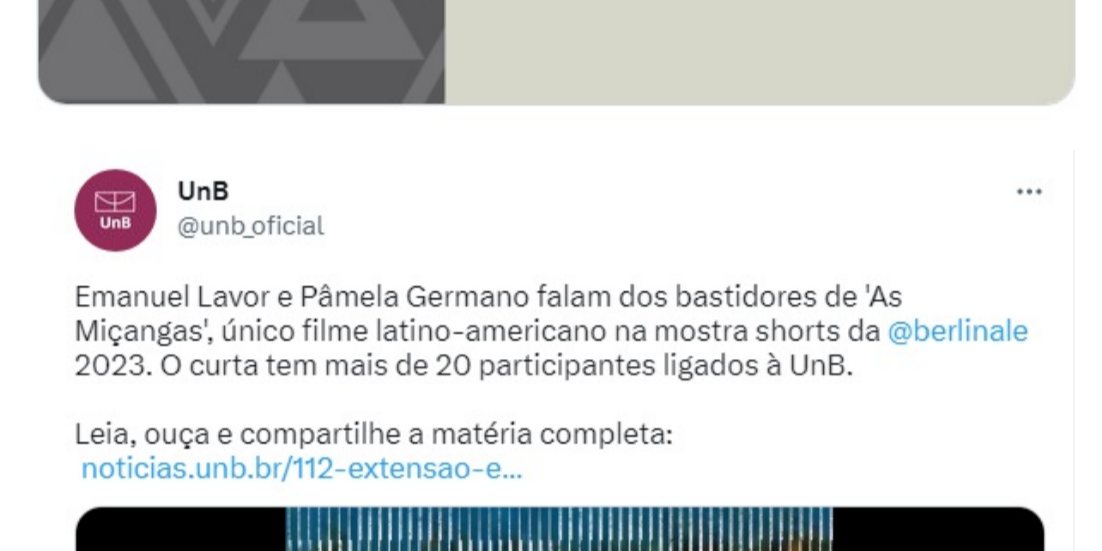 UnB
UnB
@unb_oficial
Emanuel Lavor e Pâmela Germano falam dos bastidores de 'As
Miçangas', único filme latino-americano na mostra shorts da @berlinale
2023. O curta tem mais de 20 participantes ligados à UnB.
Leia, ouça e compartilhe a matéria completa:
noticias.unb.br/112-extensao-e...